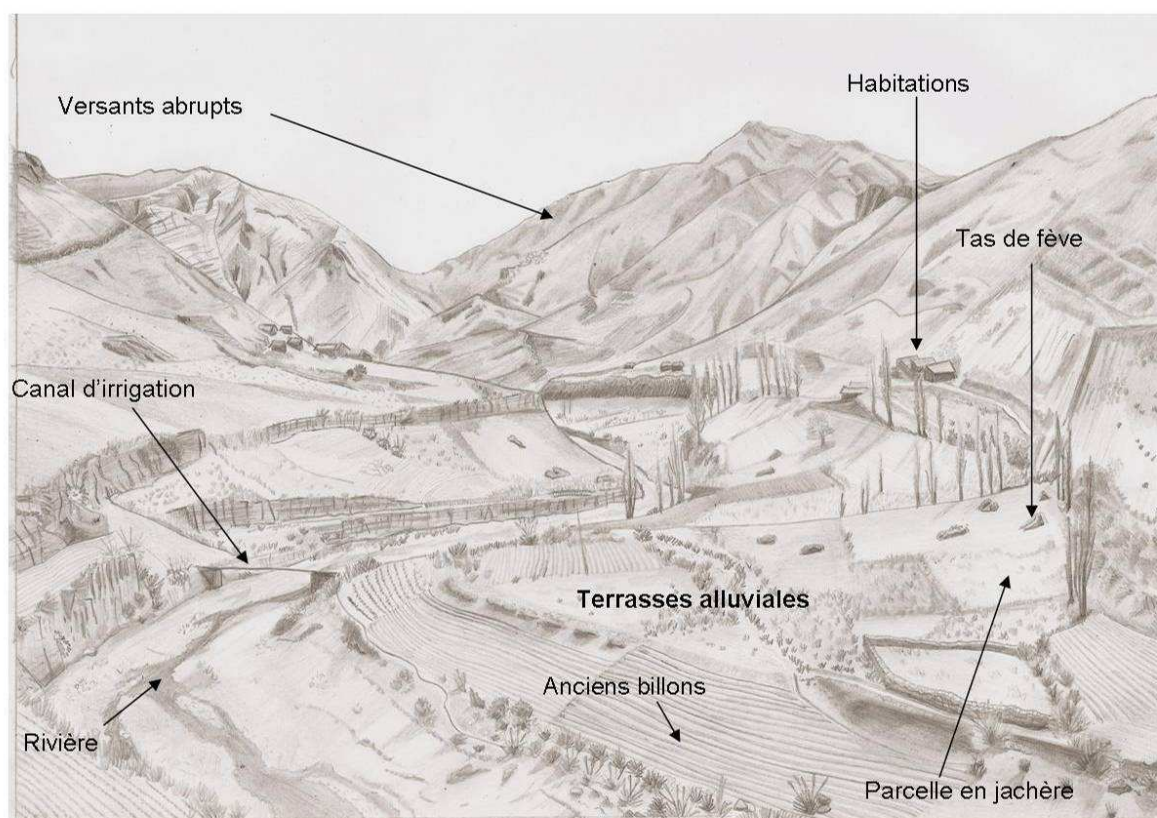 Habitations
Versants abrupts
Tas de fève
Canal d'irrigation
Terrasses alluviales
Anciens billons
Rivière
Parcelle en jachère